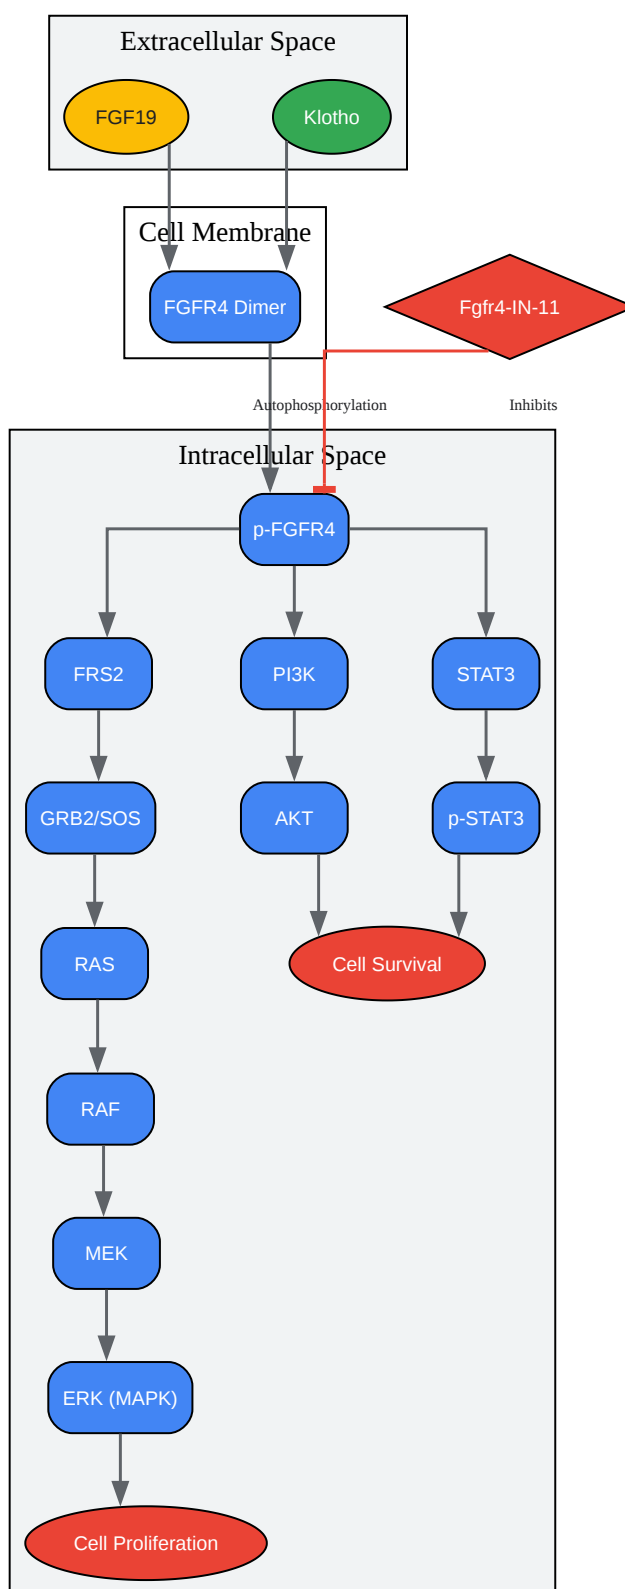 Extracellular Space
FGF19
Klotho
Cell Membrane
FGFR4 Dimer
Fgfr4-IN-11
Autophosphorylation
Inhibits
Intracellular Space
p-FGFR4
FRS2
PI3K
STAT3
GRB2/SOS
AKT
p-STAT3
RAS
Cell Survival
RAF
MEK
ERK (MAPK)
Cell Proliferation